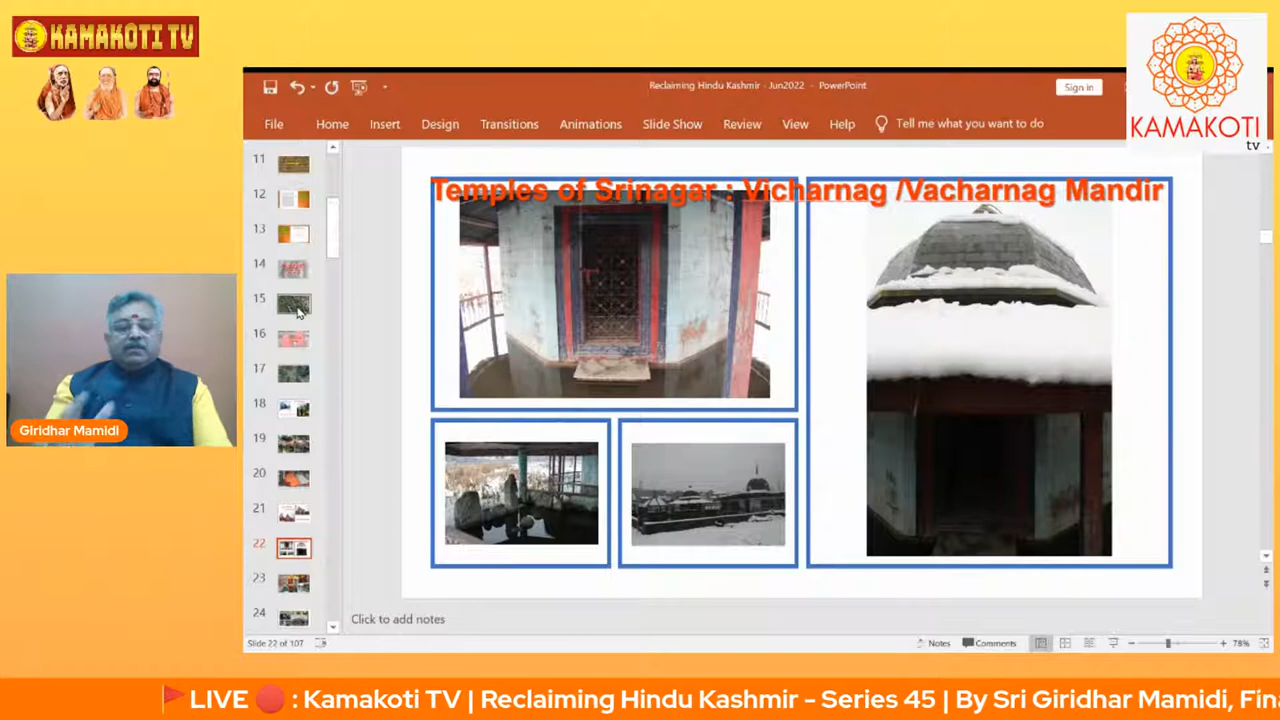 KAMAKOTI TV
KAMAKOTI
tv
Reclaiming Hindu Kashmir - Jun2022 - PowerPoint
Sign in
File Home Insert Design Transitions Animations Slide Show Review View Help Tell me what you want to do
11
12
13
14
15
16
17
18
19
20
21
22
23
24
Temples of Srinagar : Vicharnag /Vacharnag Mandir
Giridhar Mamidi
Click to add notes
Slide 22 of 107
Notes Comments 78%
LIVE : Kamakoti TV | Reclaiming Hindu Kashmir - Series 45 | By Sri Giridhar Mamidi, Fin